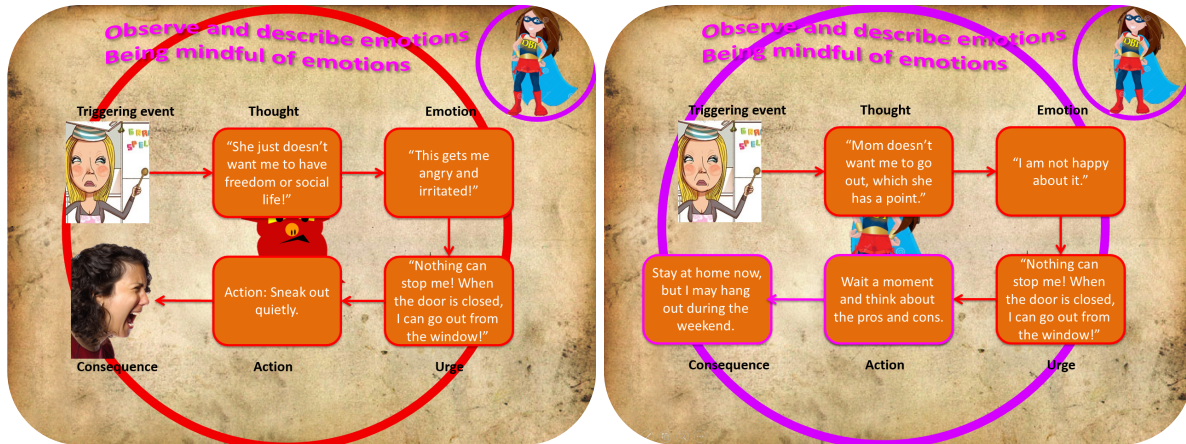 Observe and describe emotions
Being mindful of emotions
DBT
Triggering event
Thought
Emotion
“She just doesn’t
want me to have
freedom or social
life!”
“This gets me
angry and
irritated!”
Action: Sneak out
quietly.
“Nothing can
stop me! When
the door is closed,
I can go out from
the window!”
Consequence
Action
Urge
Observe and describe emotions
Being mindful of emotions
DBT
Triggering event
Thought
Emotion
“Mom doesn’t
want me to go
out, which she
has a point.”
“I am not happy
about it.”
Stay at home now,
but I may hang
out during the
weekend.
Wait a moment
and think about
the pros and cons.
“Nothing can
stop me! When
the door is closed,
I can go out from
the window!”
Consequence
Action
Urge